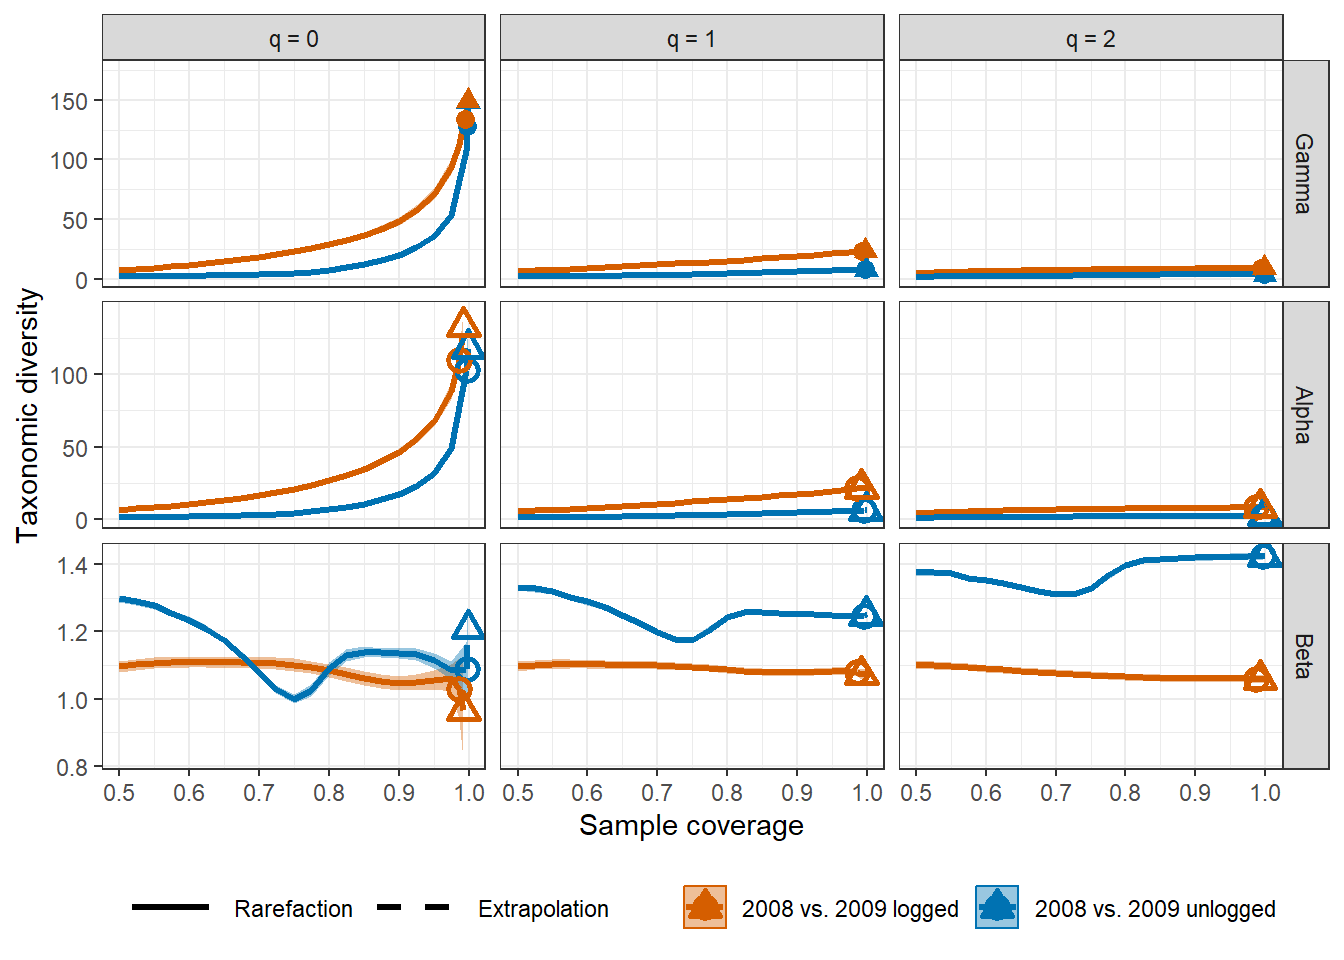 q = 0
q = 1
q = 2
150
100
50
0
Gamma
100
50
0
Alpha
1.4
1.2
1.0
0.8
Beta
Taxonomic diversity
0.5 0.6 0.7 0.8 0.9 1.0
0.5 0.6 0.7 0.8 0.9 1.0
0.5 0.6 0.7 0.8 0.9 1.0
Sample coverage
Rarefaction
Extrapolation
2008 vs. 2009 logged
2008 vs. 2009 unlogged